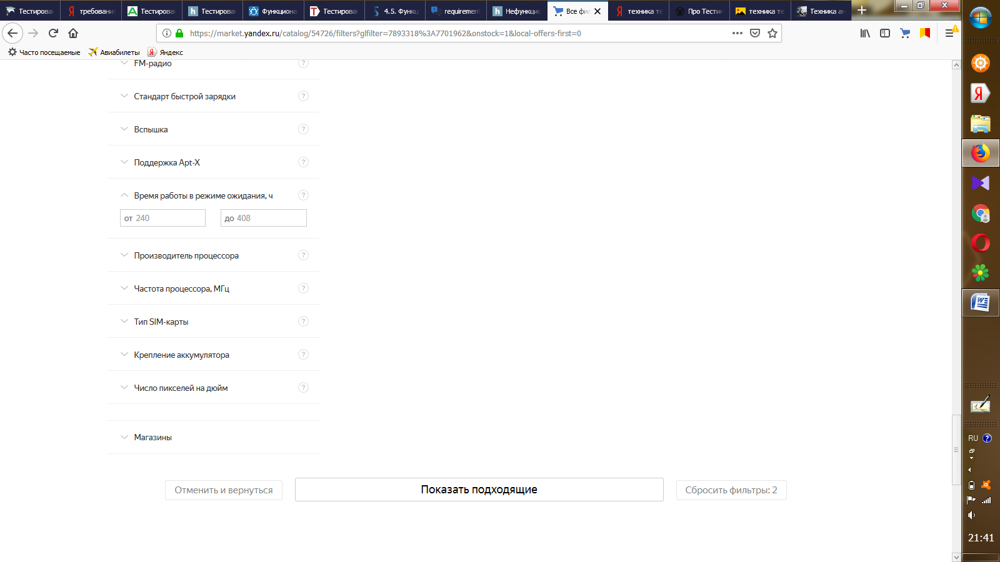 Тестирова
требования
Тестирова
Тестирова
Функциона
Тестирова
4.5. Функц
requirement
Нефункцио
Все фил
техника те
Про Тести
техника те
Техника ан
https://market.yandex.ru/catalog/54726/filters?glfilter=7893318%3A7701962&onstock=1&local-offers-first=0
Часто посещаемые
Авиабилеты
Яндекс
FM-радио
Стандарт быстрой зарядки
Вспышка
Поддержка Apt-X
Время работы в режиме ожидания, ч
от 240 до 408
Производитель процессора
Частота процессора, МГц
Тип SIM-карты
Крепление аккумулятора
Число пикселей на дюйм
Магазины
Отменить и вернуться
Показать подходящие
Сбросить фильтры: 2
RU
21:41